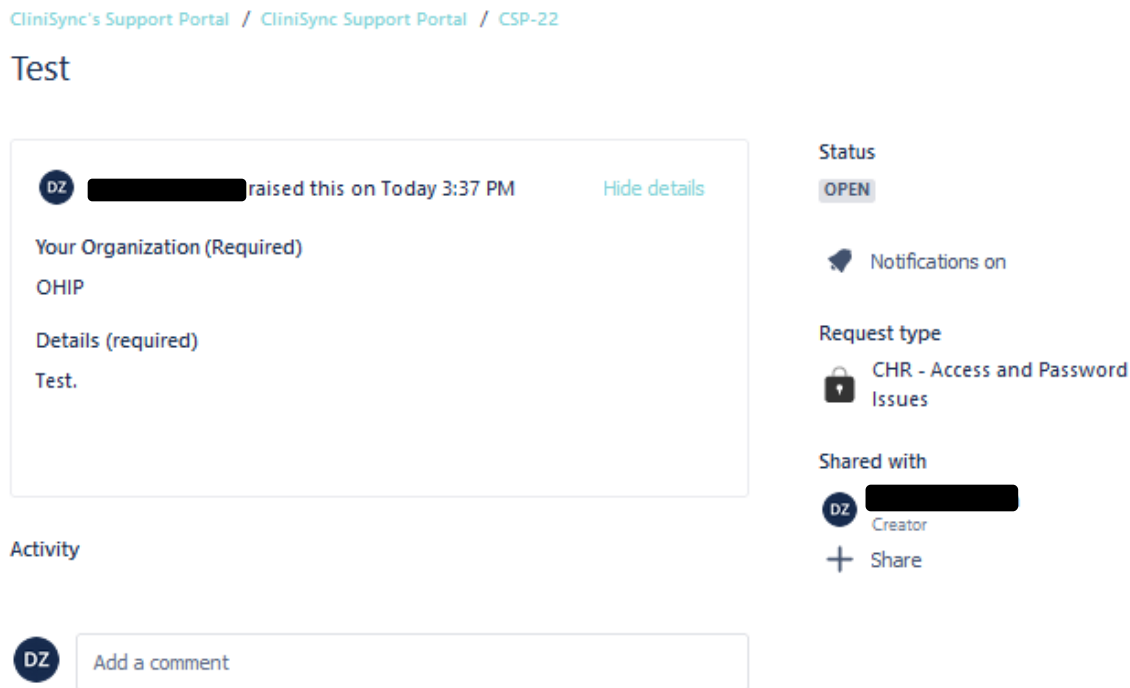 CliniSync's Support Portal / CliniSync Support Portal / CSP-22
Test
DZ raised this on Today 3:37 PM Hide details
Your Organization (Required)
OHIP
Details (required)
Test.
Activity
DZ Add a comment
Status
OPEN
Notifications on
Request type
CHR - Access and Password
Issues
Shared with
DZ
Creator
Share